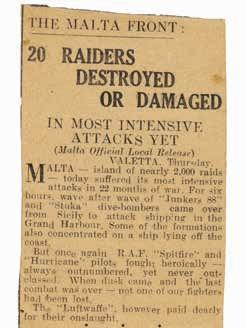 THE MALTA FRONT:
20 RAIDERS
DESTROYED
OR DAMAGED
IN MOST INTENSIVE
ATTACKS YET
(Malta Official Local Release)
VALETTA, Thursday.
MALTA — island of nearly 2,000 raids
— today suffered its most intensive
attacks in 22 months of war. For six
hours, wave after wave of "Junkers 88"
and "Stuka" dive-bombers came over
from Sicily to attack shipping in the
Grand Harbour. Some of the formations
also concentrated on a ship lying off the
coast.
But once again R.A.F. "Spitfire" and
"Hurricane" pilots fough heroically —
always outnumbered, yet never out-
classed. When dusk came and the last
combat was over — not one of our fighters
had been lost.
The "Luftwaffe", however paid dearly
for their onslaught.